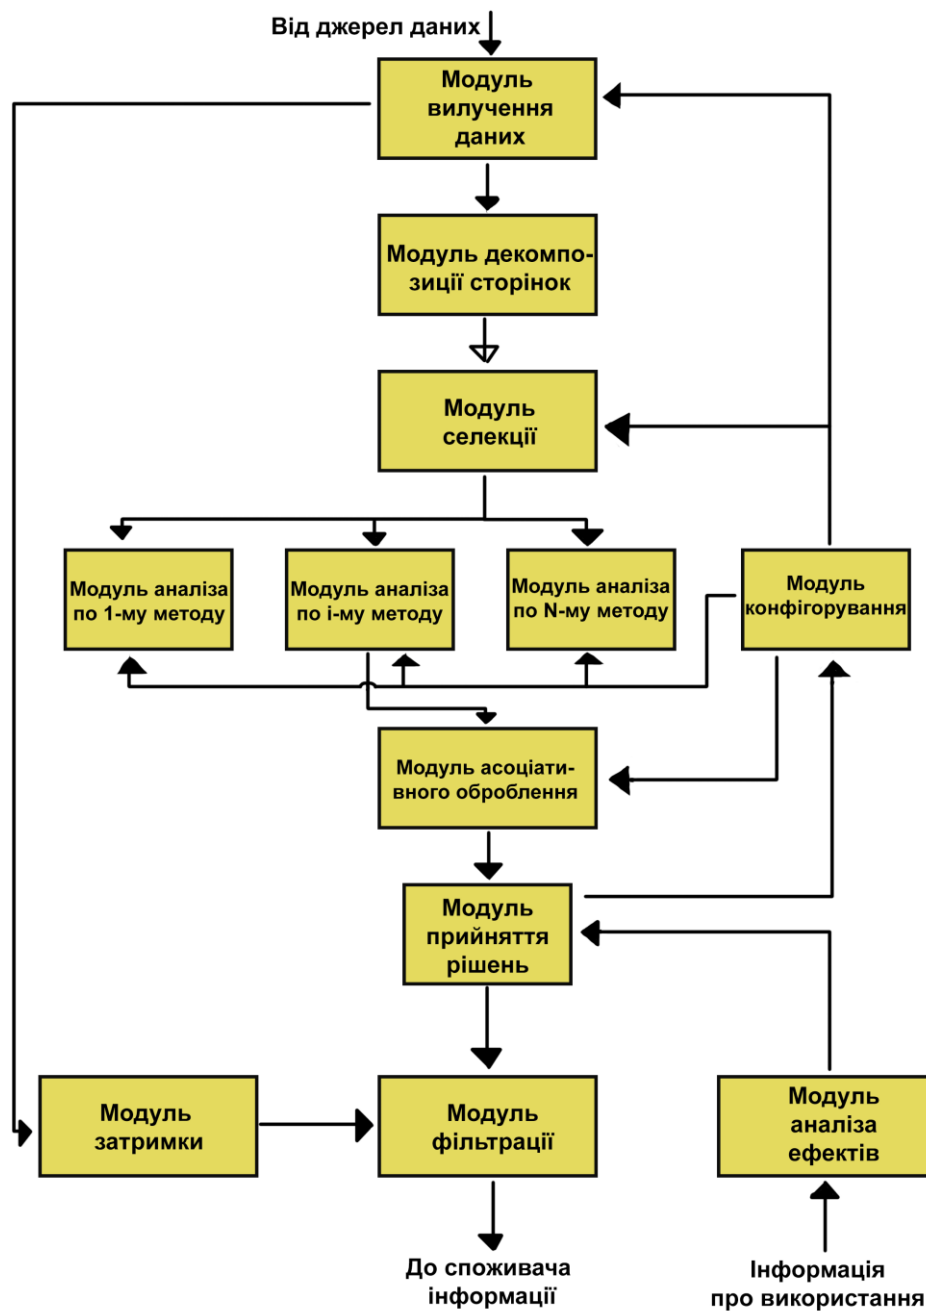 Від джерел даних
Модуль
вилучення
даних
Модуль декомпо-
зиції сторінок
Модуль
селекції
Модуль аналіза
по 1-му методу
Модуль аналіза
по і-му методу
Модуль аналіза
по N-му методу
Модуль
конфігорування
Модуль асоціати-
вного оброблення
Модуль
прийняття
рішень
Модуль
затримки
Модуль
фільтрації
Модуль
аналіза
ефектів
До споживача
інформації
Інформація
про використання